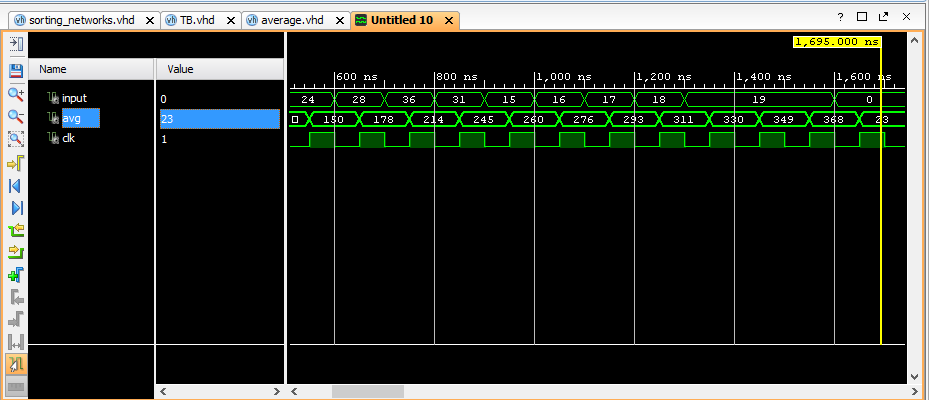 sorting_networks.vhd TB.vhd average.vhd Untitled 10
1,695.000 ns
Name Value
600 ns 800 ns 1,000 ns 1,200 ns 1,400 ns 1,600 ns
input 0 24 28 36 31 15 16 17 18 19 0
avg 23 150 178 214 245 260 276 293 311 330 349 368 23
clk 1